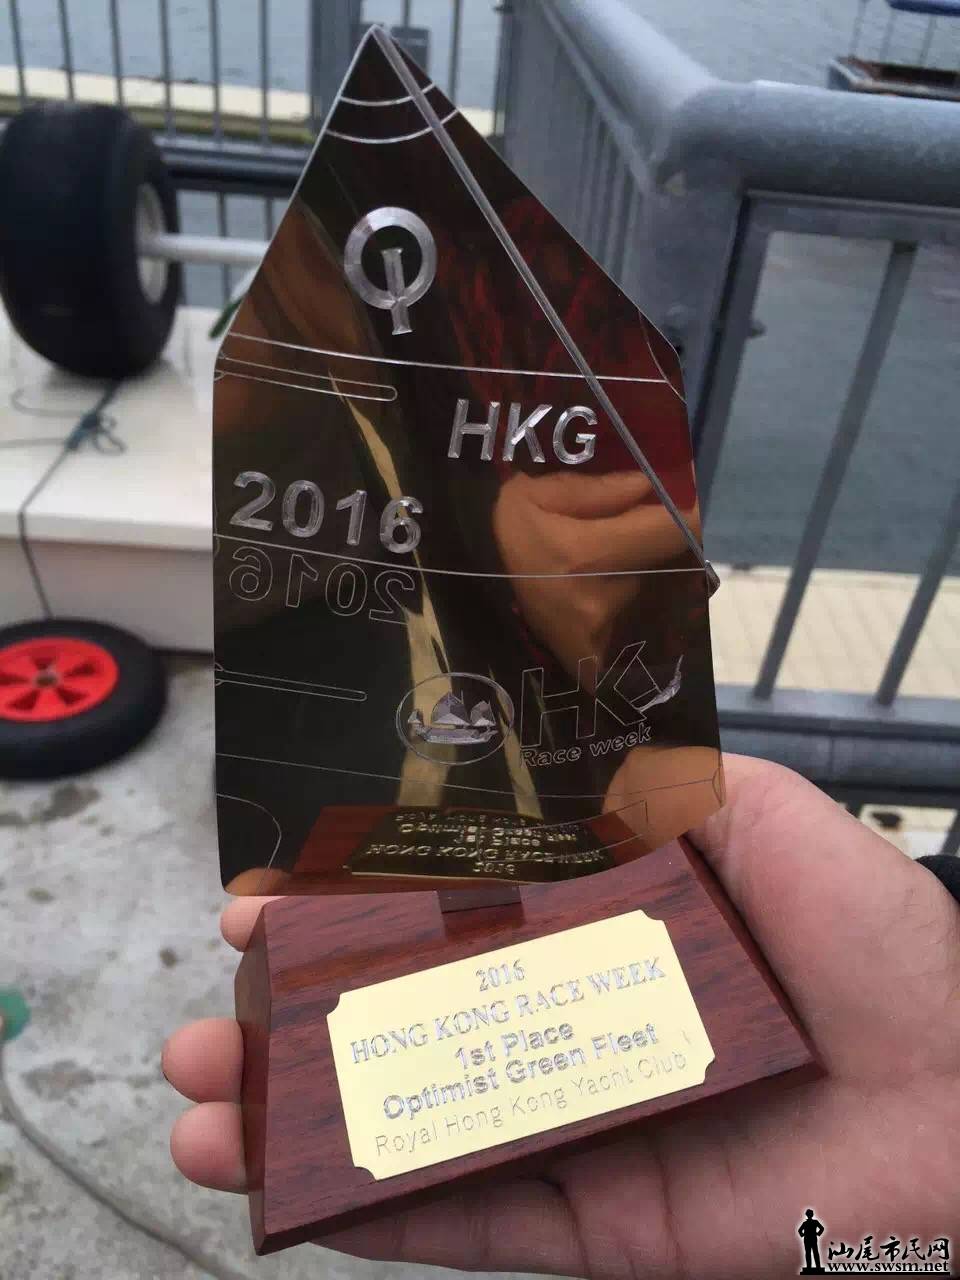 HKG
2016
2016
HK
Race week
2016
HONG KONG RACE WEEK
1st Place
Optimist Green Fleet
Royal Hong Kong Yacht Club
汕尾市民网
www.swsm.net